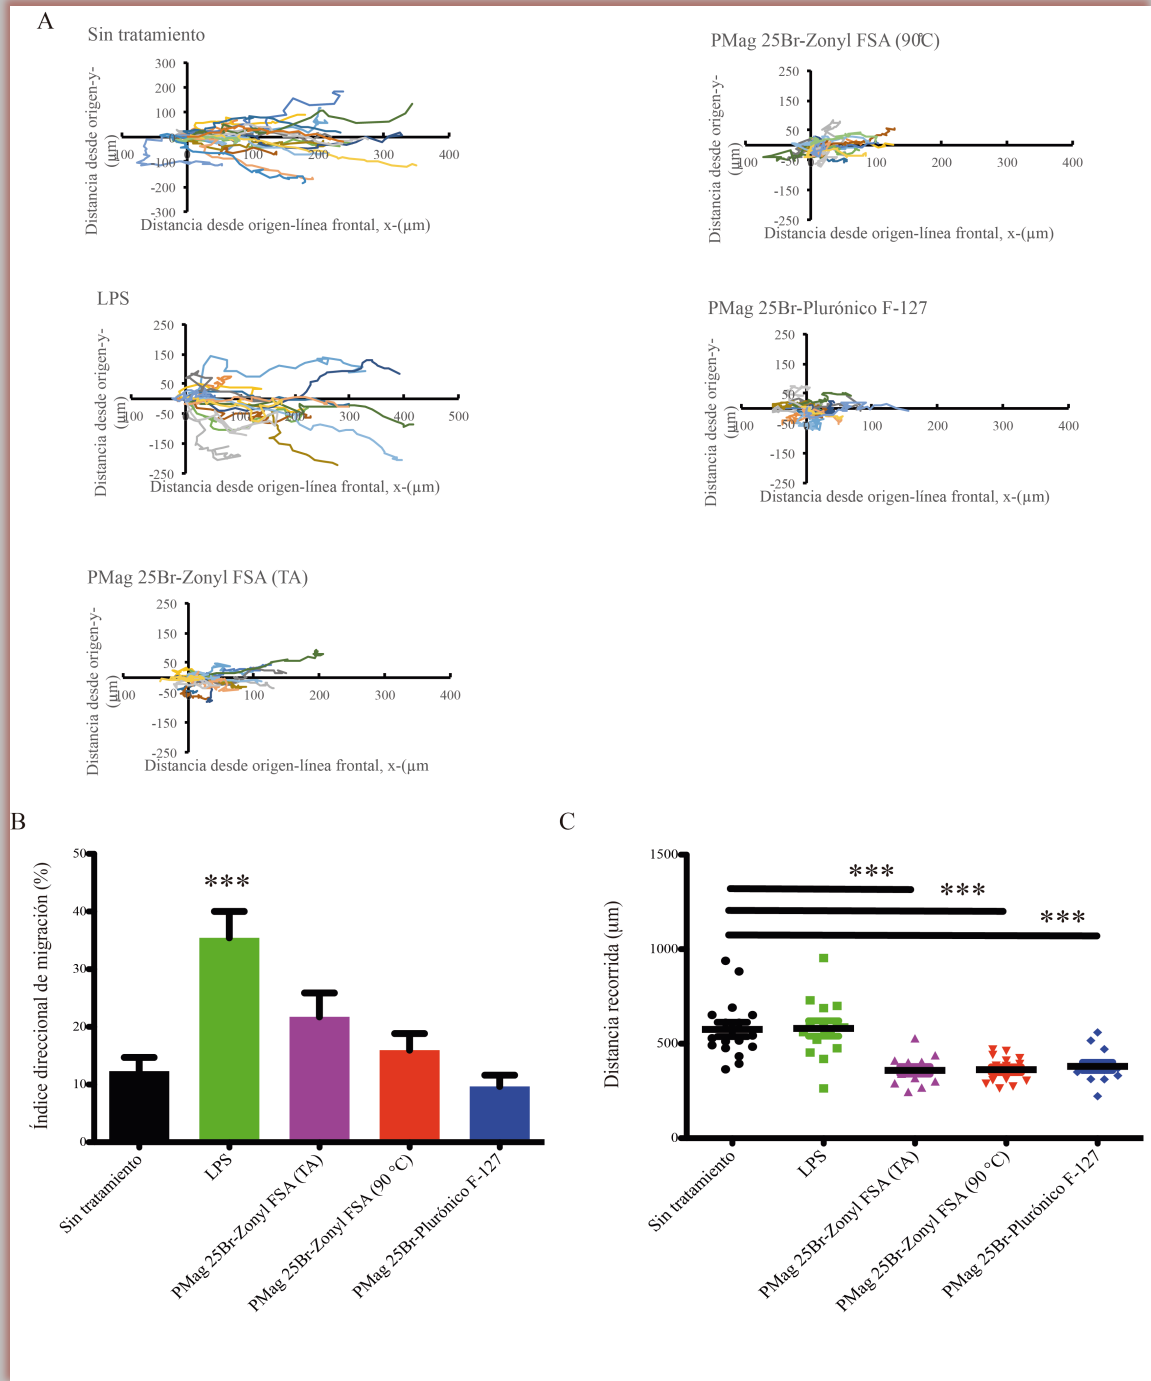 A
Sin tratamiento
Distancia desde origen-y-
(µm)
300
200
100
0
-100
-200
-300
100
0
100
200
300
400
Distancia desde origen-línea frontal, x-(µm)
PMag 25Br-Zonyl FSA (90ºC)
Distancia desde origen-y-
(µm)
250
150
50
-50
-150
-250
100
0
100
200
300
400
Distancia desde origen-línea frontal, x-(µm)
LPS
Distancia desde origen-y-
(µm)
250
150
50
-50
-150
-250
100
0
100
200
300
400
500
Distancia desde origen-línea frontal, x-(µm)
PMag 25Br-Plurónico F-127
Distancia desde origen-y-
(µm)
250
150
50
-50
-150
-250
100
0
100
200
300
400
Distancia desde origen-línea frontal, x-(µm)
PMag 25Br-Zonyl FSA (TA)
Distancia desde origen-y-
(µm)
250
150
50
-50
-150
-250
100
0
100
200
300
400
Distancia desde origen-línea frontal, x-(µm
B
Índice direccional de migración (%)
50
40
30
20
10
0
***
Sin tratamiento
LPS
PMag 25Br-Zonyl FSA (TA)
PMag 25Br-Zonyl FSA (90 °C)
PMag 25Br-Plurónico F-127
C
Distancia recorrida (µm)
1500
1000
500
0
***
***
***
Sin tratamiento
LPS
PMag 25Br-Zonyl FSA (TA)
PMag 25Br-Zonyl FSA (90 °C)
PMag 25Br-Plurónico F-127